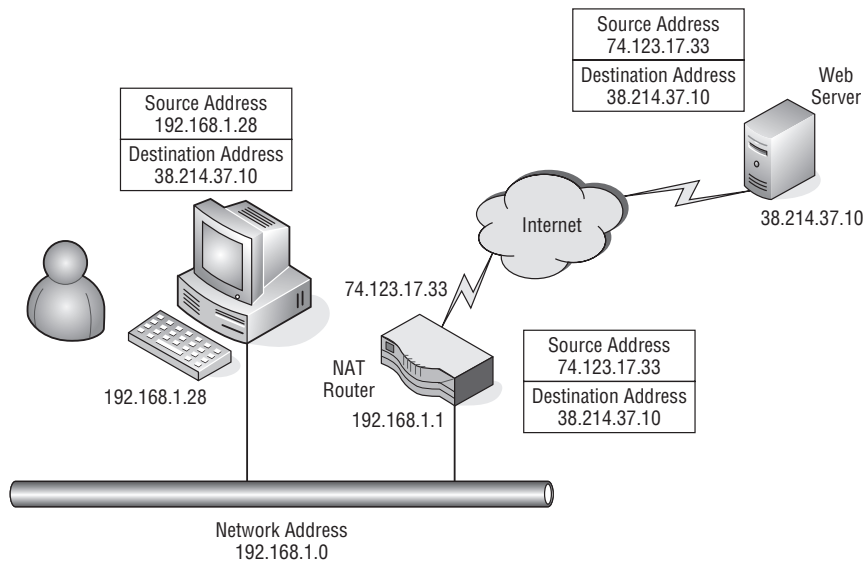 Source Address
74.123.17.33
Destination Address
38.214.37.10
Web
Server
38.214.37.10
Source Address
192.168.1.28
Destination Address
38.214.37.10
Internet
74.123.17.33
NAT
Router
192.168.1.1
Source Address
74.123.17.33
Destination Address
38.214.37.10
192.168.1.28
Network Address
192.168.1.0